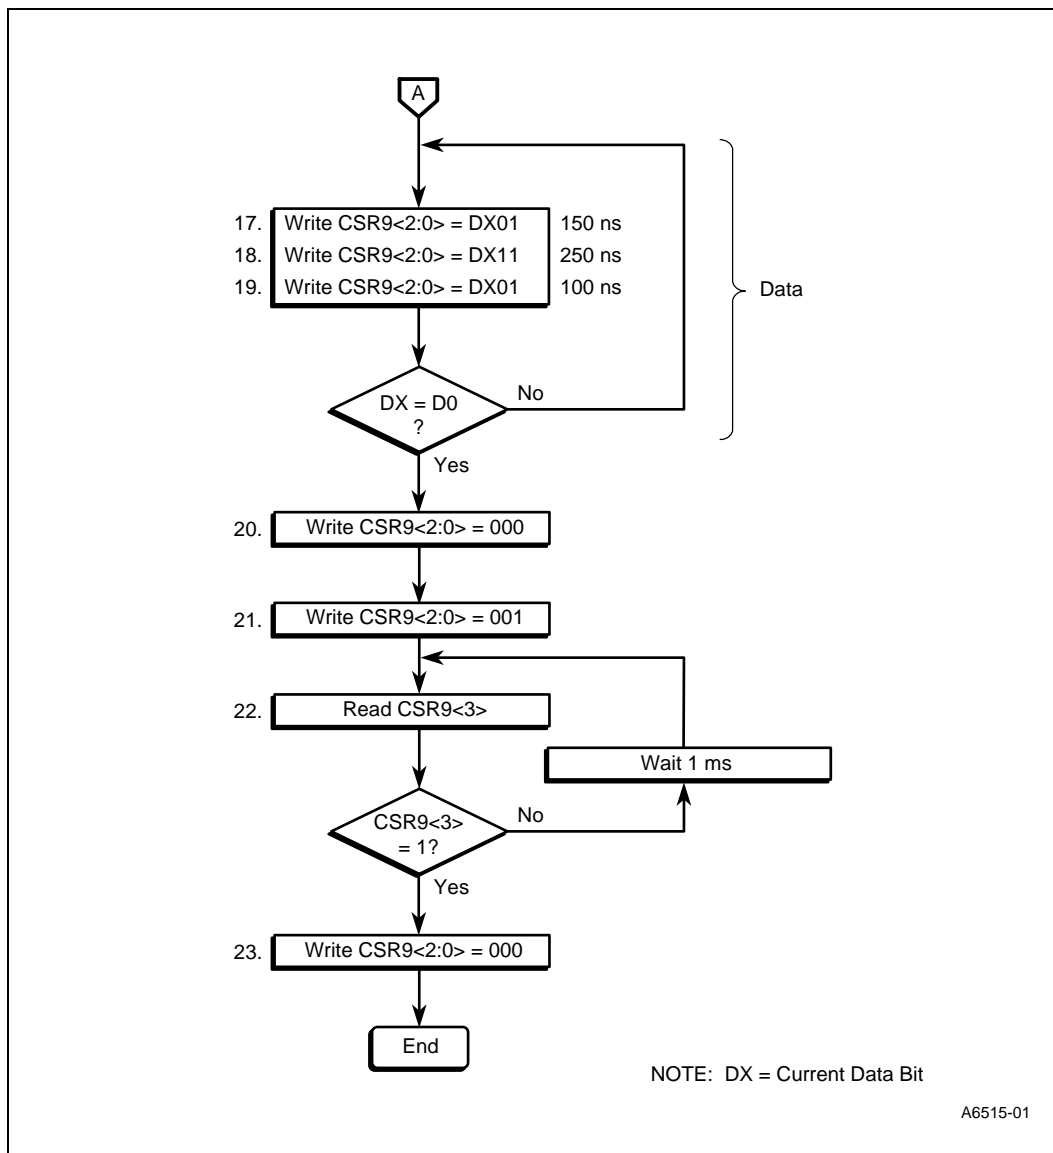 A
17. Write CSR9<2:0> = DX01 150 ns
18. Write CSR9<2:0> = DX11 250 ns
19. Write CSR9<2:0> = DX01 100 ns
Data
DX = D0
?
No
Yes
20. Write CSR9<2:0> = 000
21. Write CSR9<2:0> = 001
22. Read CSR9<3>
Wait 1 ms
CSR9<3>
= 1?
No
Yes
23. Write CSR9<2:0> = 000
End
NOTE: DX = Current Data Bit
A6515-01